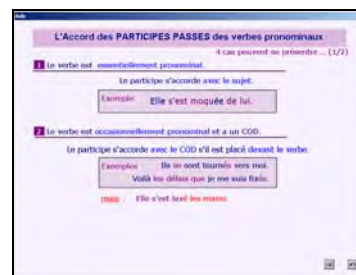 Aide
L'Accord des PARTICIPES PASSES des verbes pronominaux
4 cas peuvent se présenter... (1/2)
1 Le verbe est essentiellement pronominal.
Le participe s'accorde avec le sujet.
Exemple Elle s'est moquée de lui.
2 Le verbe est occasionnellement pronominal et a un COD.
Le participe s'accorde avec le COD s'il est placé devant le verbe.
Exemples Ils se sont tournés vers moi.
Voilà les délais que je me suis fixés.
mais : Elle s'est lavé les mains.